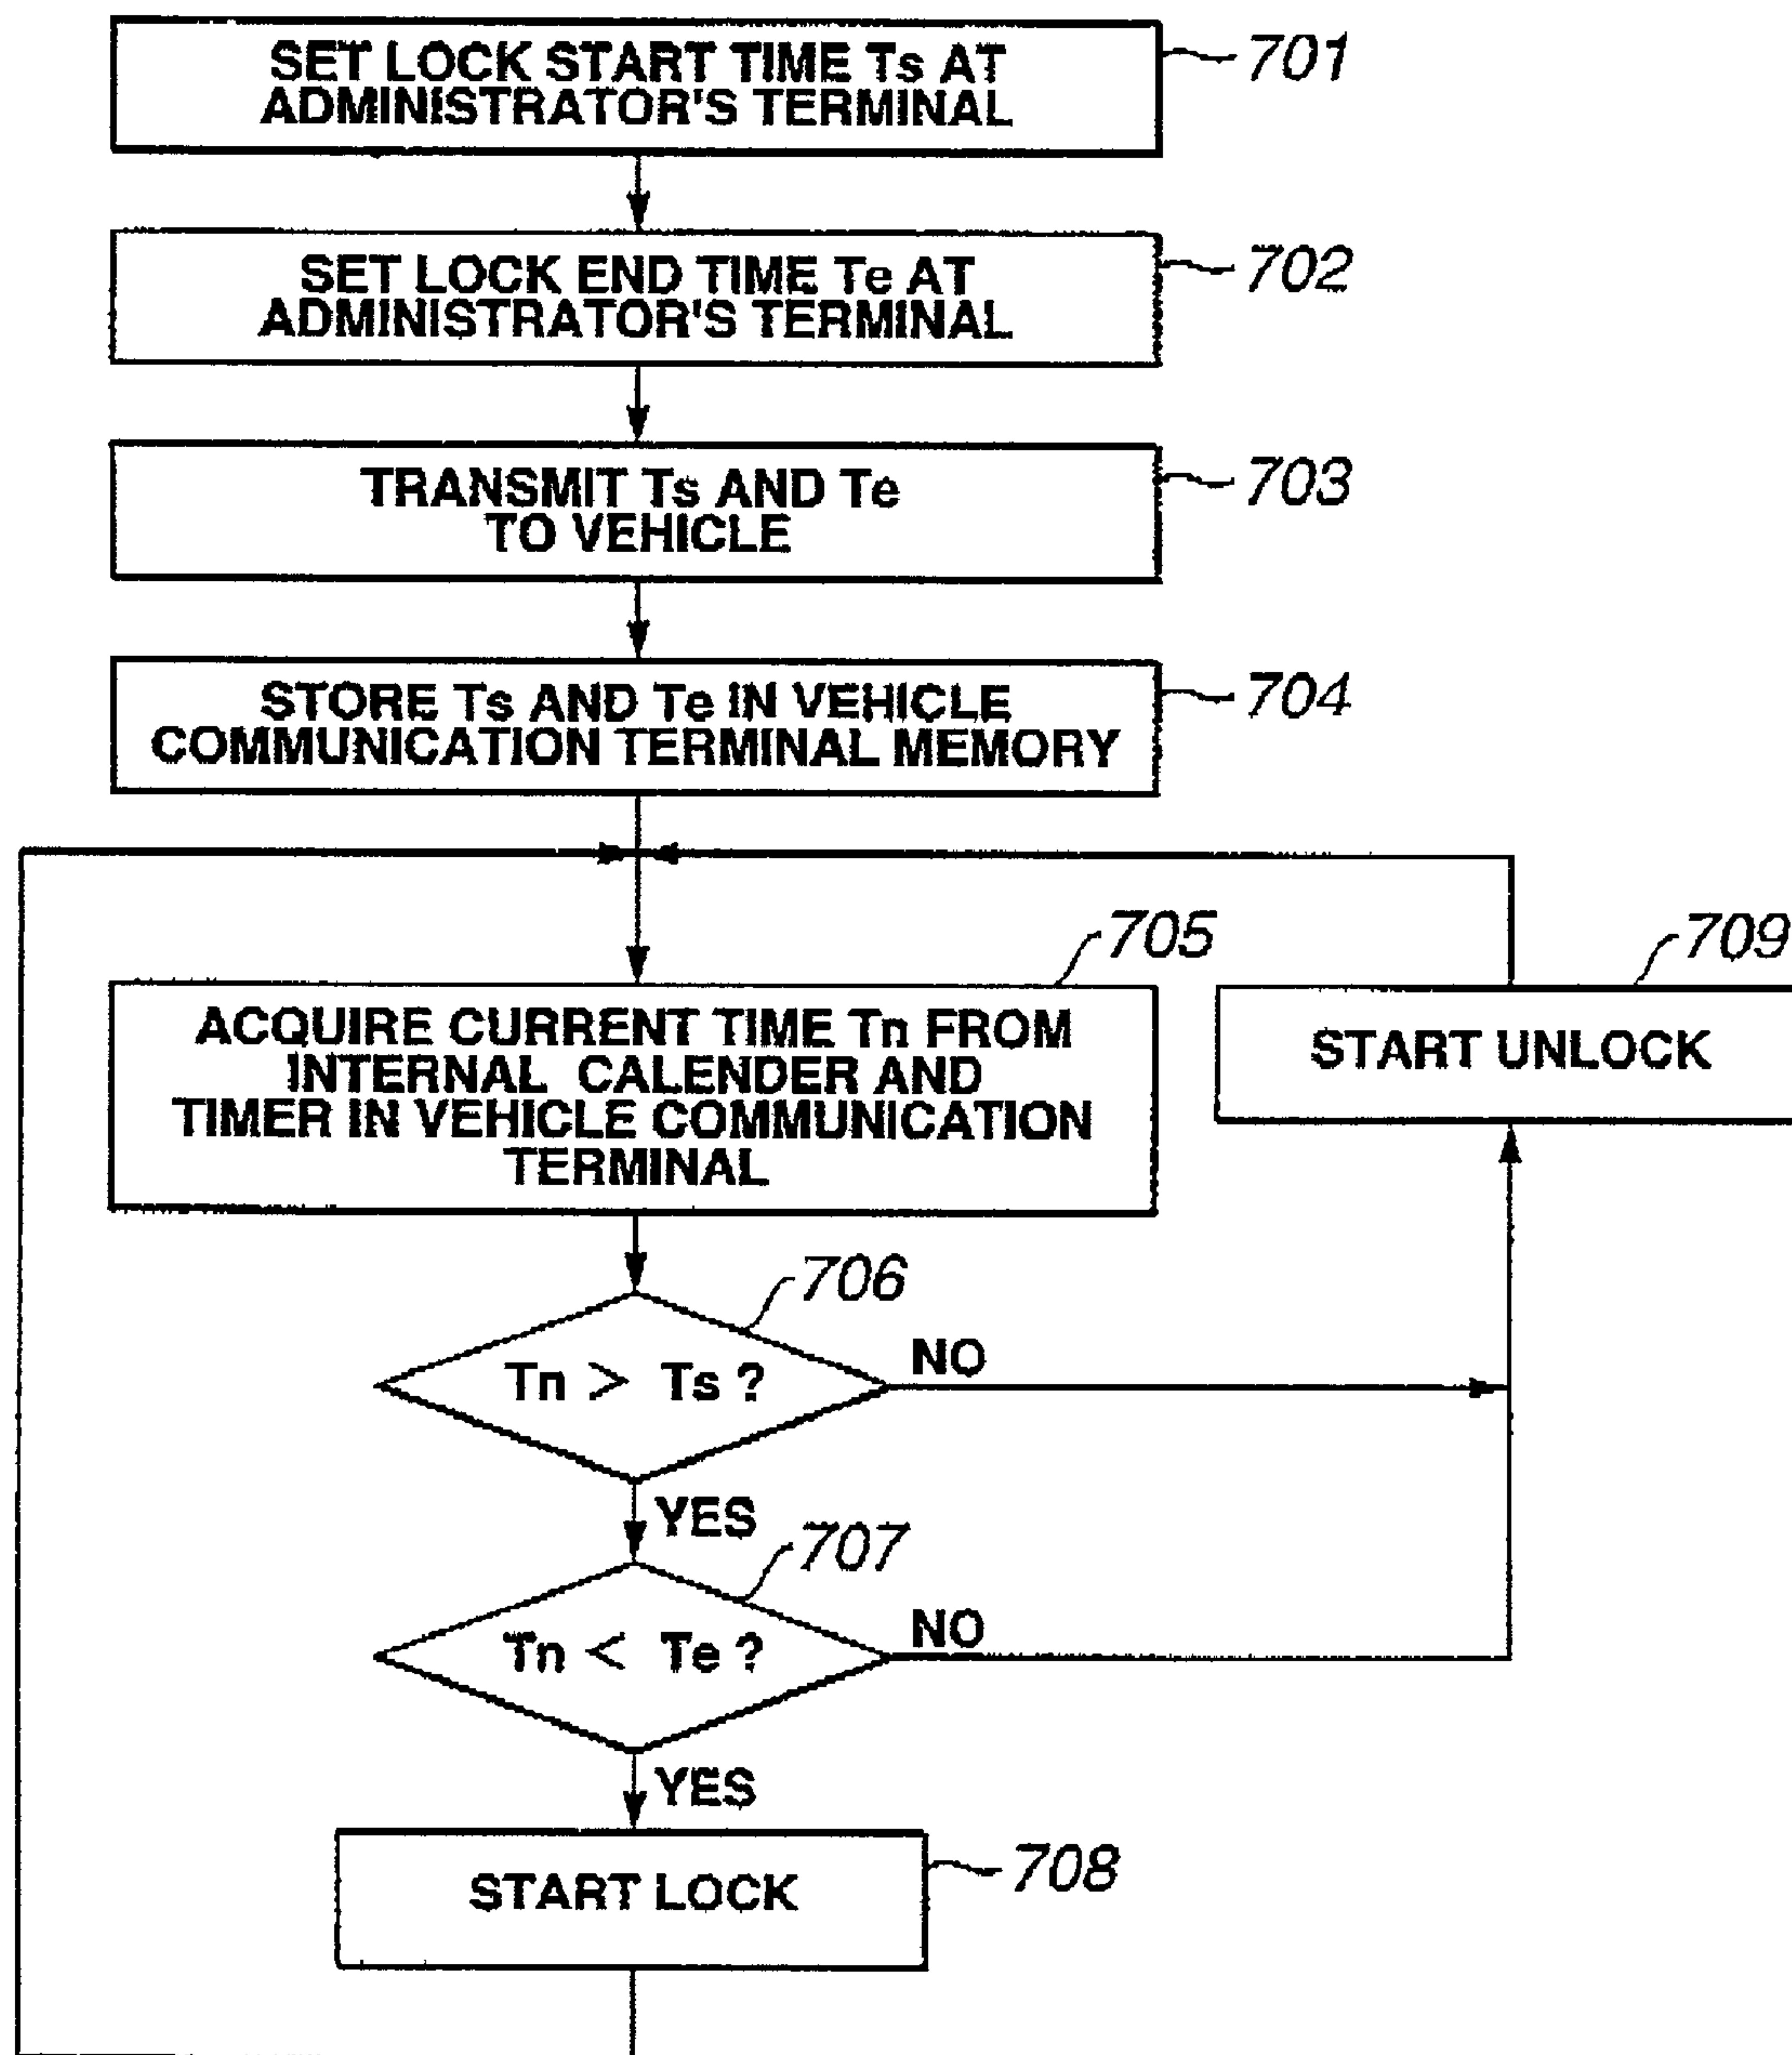 SET LOCK START TIME Ts AT
ADMINISTRATOR'S TERMINAL
701
SET LOCK END TIME Te AT
ADMINISTRATOR'S TERMINAL
702
TRANSMIT Ts AND Te
TO VEHICLE
703
STORE Ts AND Te IN VEHICLE
COMMUNICATION TERMINAL MEMORY
704
705
ACQUIRE CURRENT TIME Tn FROM
INTERNAL CALENDER AND
TIMER IN VEHICLE COMMUNICATION
TERMINAL
709
START UNLOCK
706
Tn > Ts ?
NO
YES
707
Tn < Te ?
NO
YES
START LOCK
708